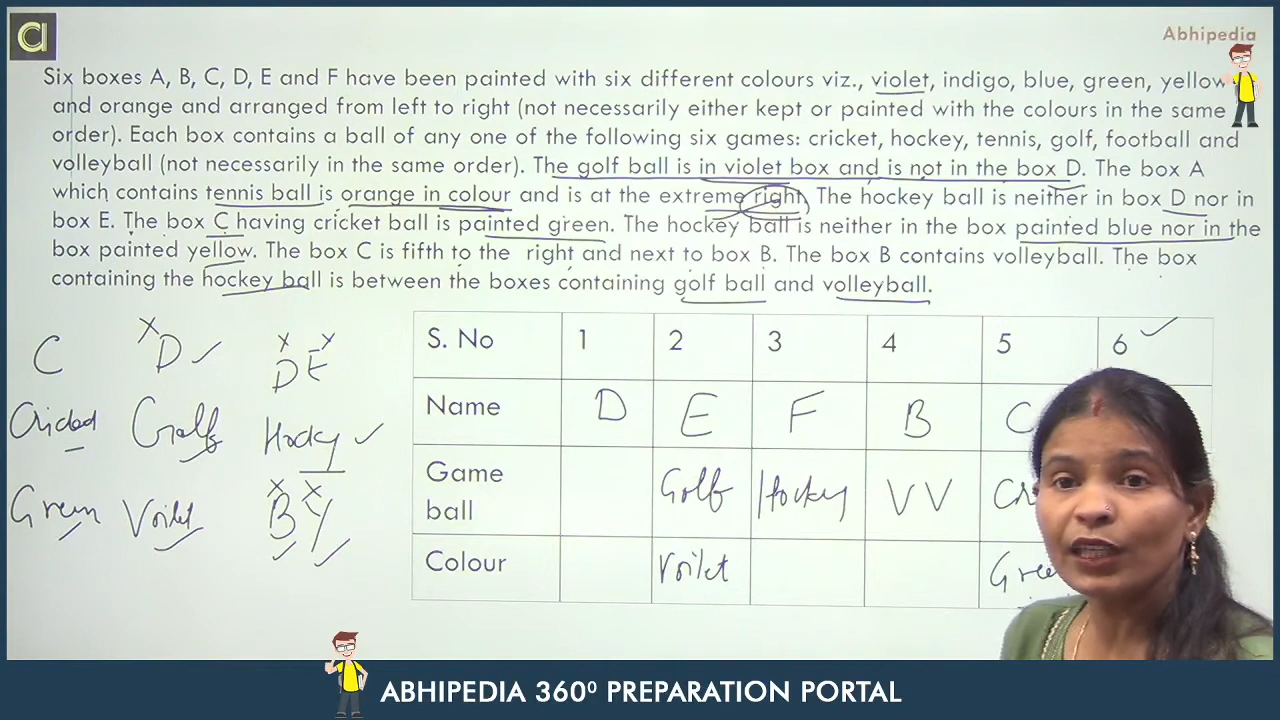 Abhipedia
Six boxes A, B, C, D, E and F have been painted with six different colours viz., violet, indigo, blue, green, yellow
and orange and arranged from left to right (not necessarily either kept or painted with the colours in the same
order). Each box contains a ball of any one of the following six games: cricket, hockey, tennis, golf, football and
volleyball (not necessarily in the same order). The golf ball is in violet box and is not in the box D. The box A
which contains tennis ball is orange in colour and is at the extreme right. The hockey ball is neither in box D nor in
box E. The box C having cricket ball is painted green. The hockey ball is neither in the box painted blue nor in the
box painted yellow. The box C is fifth to the right and next to box B. The box B contains volleyball. The box
containing the hockey ball is between the boxes containing golf ball and volleyball.
C D D E
Golf Hocky
Green Voilet B Y
S. No 1 2 3 4 5 6
Name D E F B C
Game ball Golf Hockey VV
Colour Voilet
ABHIPEDIA 360⁰ PREPARATION PORTAL